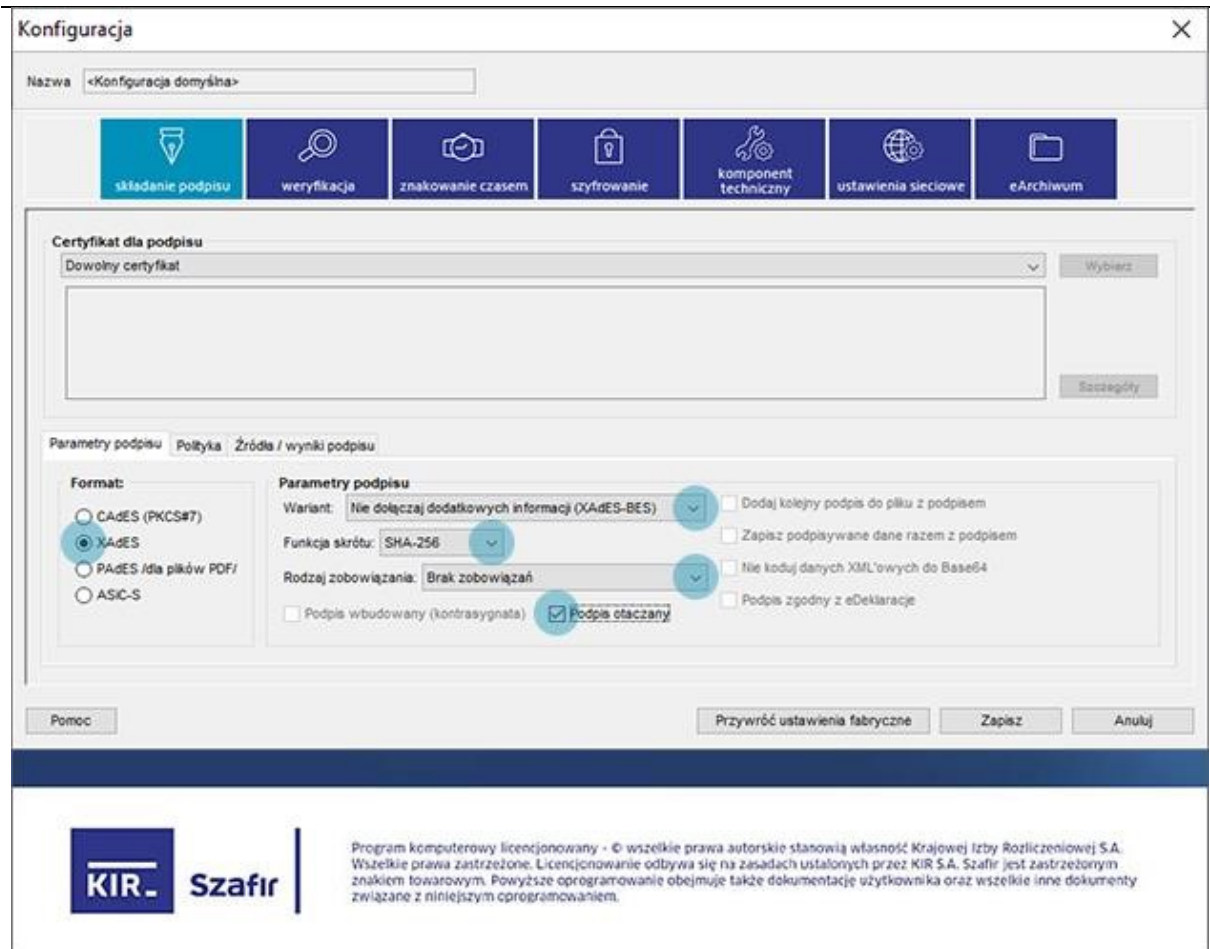 Konfiguracja
Nazwa <Konfiguracja domyślna>
składanie podpisu
weryfikacja
znakowanie czasem
szyfrowanie
komponent
techniczny
ustawienia sieciowe
eArchiwum
Certyfikat dla podpisu
Dowolny certyfikat
Wybierz
Szczegóły
Parametry podpisu Polityka Źródła / wyniki podpisu
Format:
CAdES (PKCS#7)
XAdES
PAdES /dla plików PDF/
ASiC-S
Parametry podpisu
Wariant: Nie dołączaj dodatkowych informacji (XAdES-BES)
Funkcja skrótu: SHA-256
Rodzaj zobowiązania: Brak zobowiązań
Podpis wbudowany (kontrasygnata) Podpis otaczany
Dodaj kolejny podpis do pliku z podpisem
Zapisz podpisywane dane razem z podpisem
Nie koduj danych XML'owych do Base64
Podpis zgodny z eDeklaracje
Pomoc
Przywróć ustawienia fabryczne
Zapisz
Anuluj
KIR Szafir
Program komputerowy licencjonowany - © wszelkie prawa autorskie stanowią własność Krajowej Izby Rozliczeniowej S.A.
Wszelkie prawa zastrzeżone. Licencjonowanie odbywa się na zasadach ustalonych przez KIR S.A. Szafir jest zastrzeżonym
znakiem towarowym. Powyższe oprogramowanie obejmuje także dokumentację użytkownika oraz wszelkie inne dokumenty
związane z niniejszym oprogramowaniem.